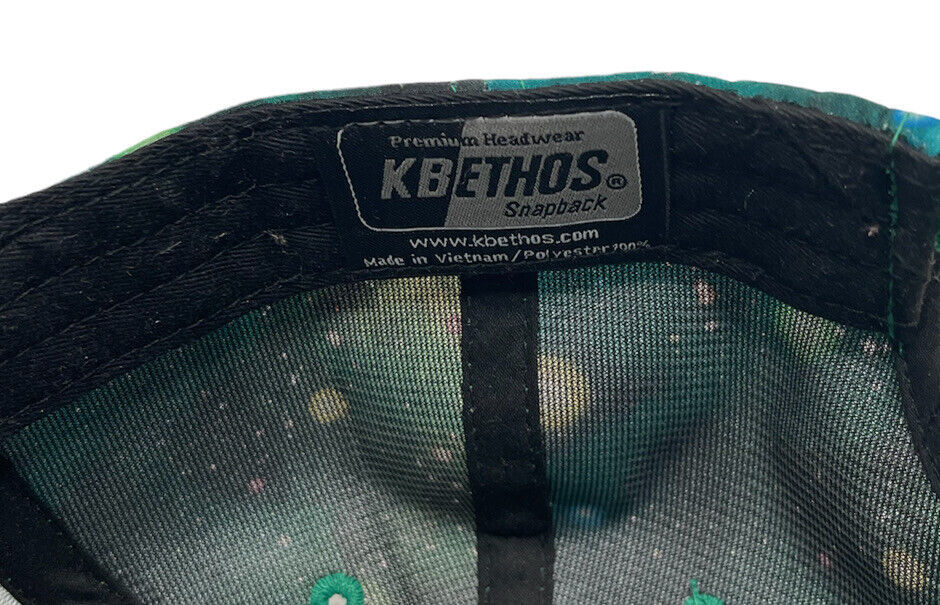 Premium Headwear
KBETHOS®
Snapback
www.kbethos.com
Made in Vietnam/Polyester100%